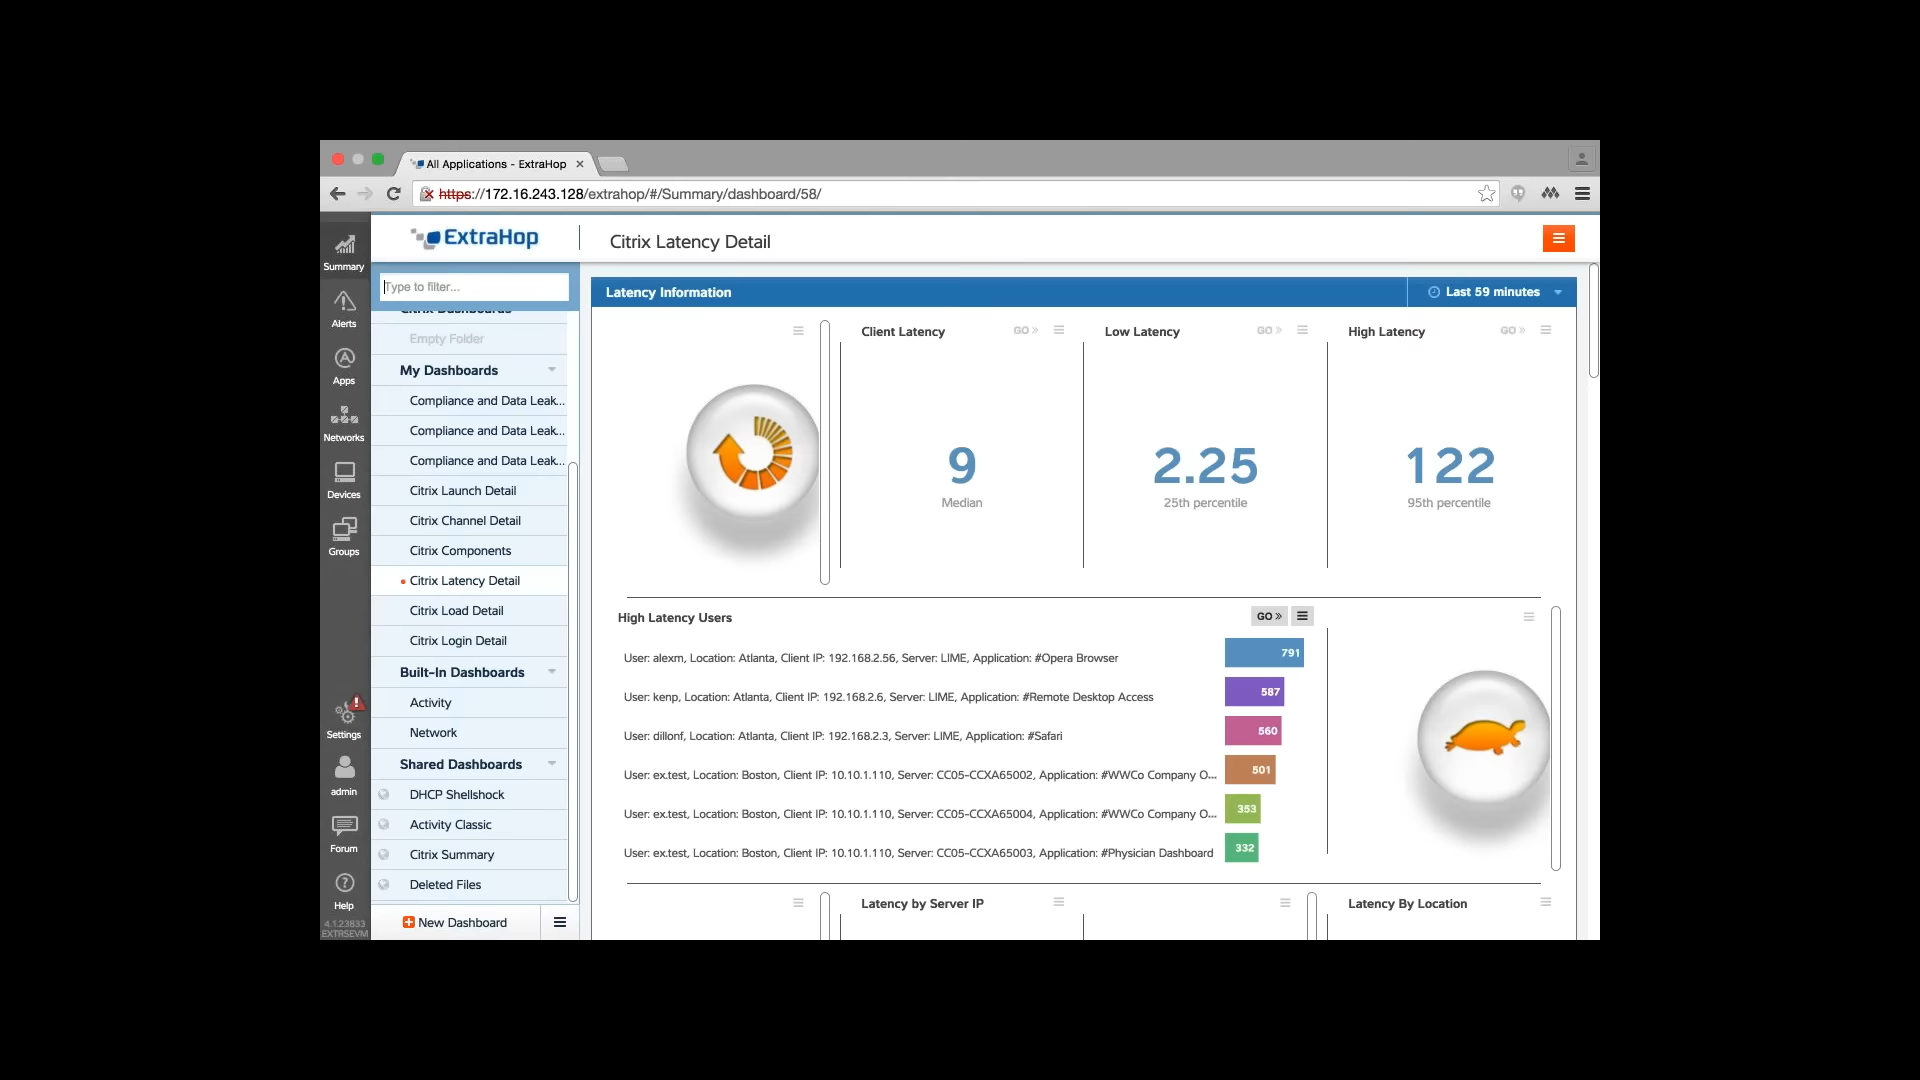 All Applications - ExtraHop
https://172.16.243.128/extrahop/#/Summary/dashboard/58/
ExtraHop
Citrix Latency Detail
Summary
Alerts
Apps
Networks
Devices
Groups
Settings
admin
Forum
Help
4.1.23833
EXTRSEVM
Type to filter...
Citrix Dashboards
Empty Folder
My Dashboards
Compliance and Data Leak...
Compliance and Data Leak...
Compliance and Data Leak...
Citrix Launch Detail
Citrix Channel Detail
Citrix Components
Citrix Latency Detail
Citrix Load Detail
Citrix Login Detail
Built-In Dashboards
Activity
Network
Shared Dashboards
DHCP Shellshock
Activity Classic
Citrix Summary
Deleted Files
New Dashboard
Latency Information
Last 59 minutes
Client Latency GO »
9
Median
Low Latency GO »
2.25
25th percentile
High Latency GO »
122
95th percentile
High Latency Users GO »
User: alexm, Location: Atlanta, Client IP: 192.168.2.56, Server: LIME, Application: #Opera Browser 791
User: kenp, Location: Atlanta, Client IP: 192.168.2.6, Server: LIME, Application: #Remote Desktop Access 587
User: dillonf, Location: Atlanta, Client IP: 192.168.2.3, Server: LIME, Application: #Safari 560
User: ex.test, Location: Boston, Client IP: 10.10.1.110, Server: CC05-CCXA65002, Application: #WWCo Company O... 501
User: ex.test, Location: Boston, Client IP: 10.10.1.110, Server: CC05-CCXA65004, Application: #WWCo Company O... 353
User: ex.test, Location: Boston, Client IP: 10.10.1.110, Server: CC05-CCXA65003, Application: #Physician Dashboard 332
Latency by Server IP
Latency By Location